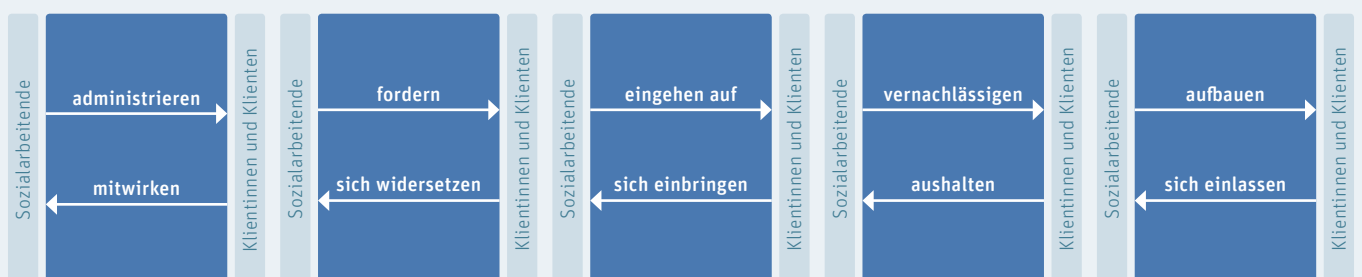 Sozialarbeitende
administrieren
mitwirken
Klientinnen und Klienten
Sozialarbeitende
fordern
sich widersetzen
Klientinnen und Klienten
Sozialarbeitende
eingehen auf
sich einbringen
Klientinnen und Klienten
Sozialarbeitende
vernachlässigen
aushalten
Klientinnen und Klienten
Sozialarbeitende
aufbauen
sich einlassen
Klientinnen und Klienten